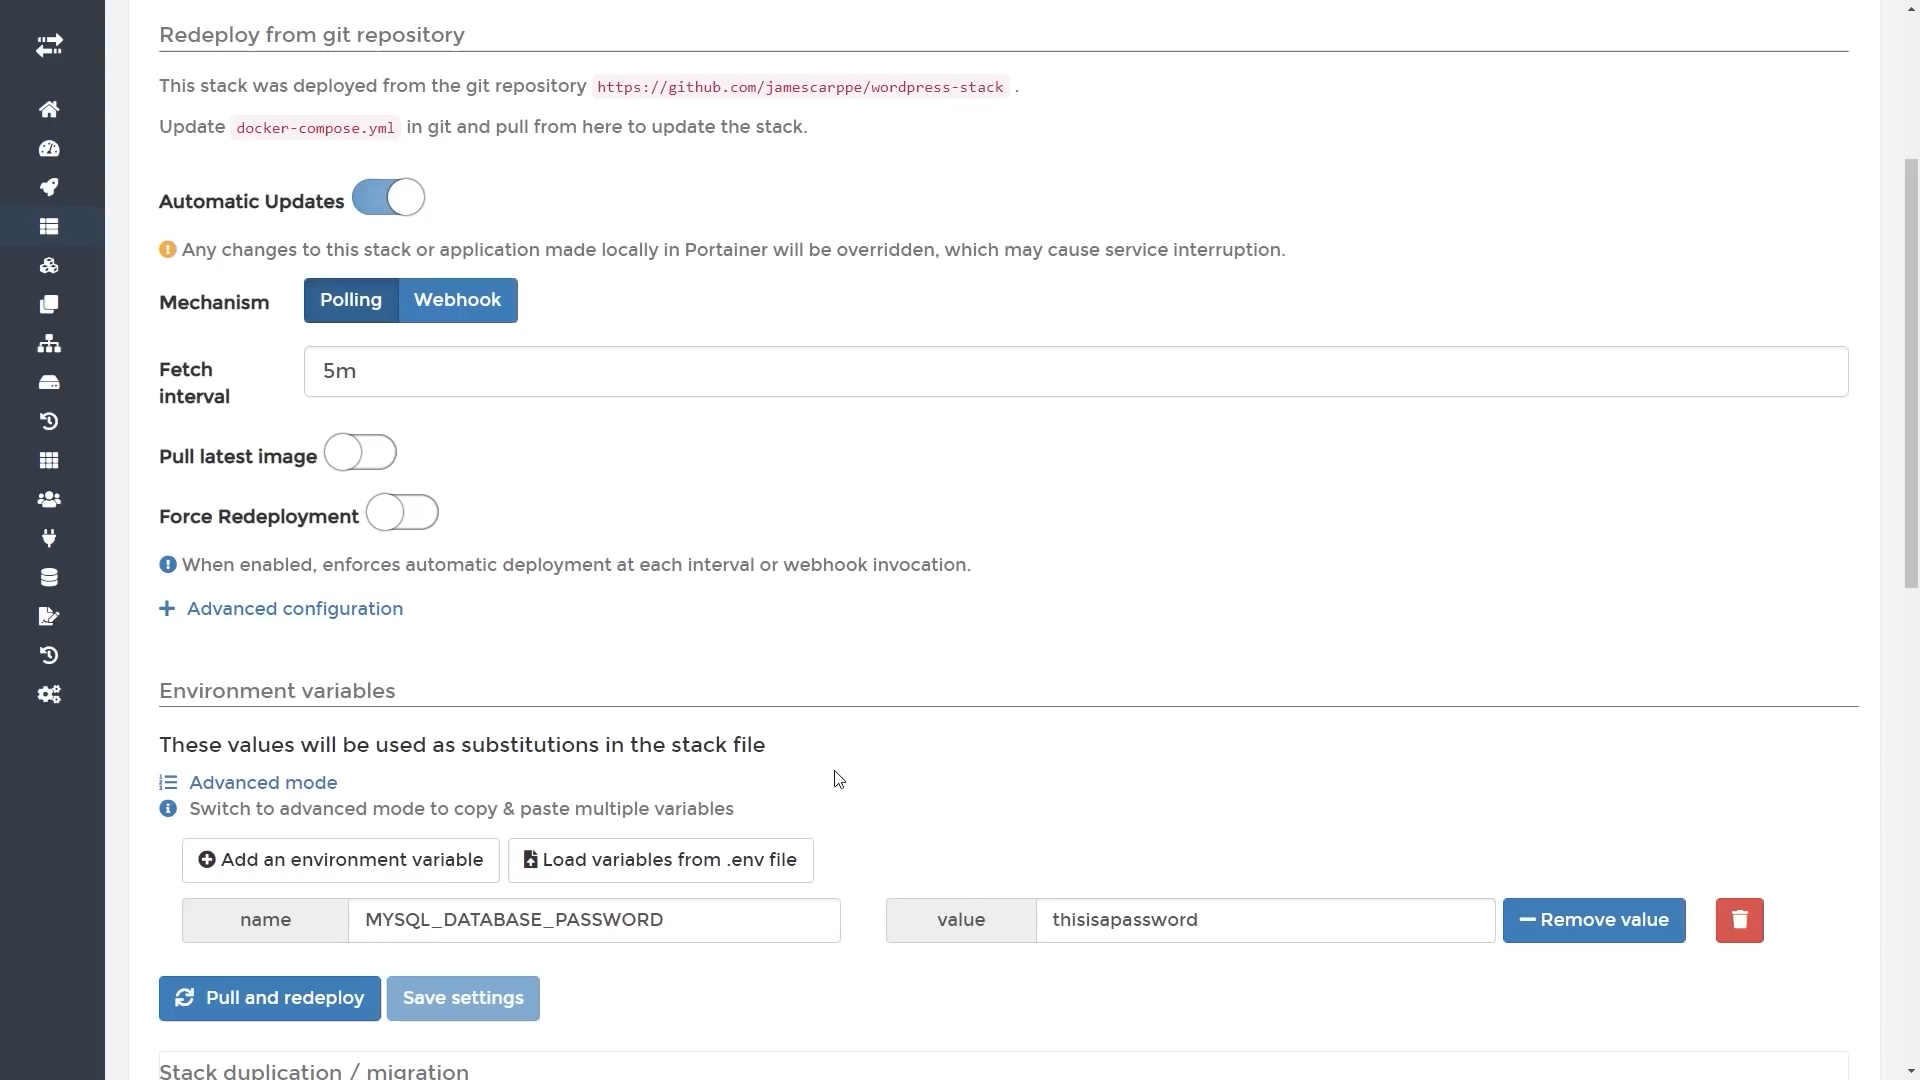 Redeploy from git repository
This stack was deployed from the git repository https://github.com/jamescarppe/wordpress-stack .
Update docker-compose.yml in git and pull from here to update the stack.
Automatic Updates
Any changes to this stack or application made locally in Portainer will be overridden, which may cause service interruption.
Mechanism Polling Webhook
Fetch interval 5m
Pull latest image
Force Redeployment
When enabled, enforces automatic deployment at each interval or webhook invocation.
Advanced configuration
Environment variables
These values will be used as substitutions in the stack file
Advanced mode
Switch to advanced mode to copy & paste multiple variables
Add an environment variable Load variables from .env file
name MYSQL_DATABASE_PASSWORD value thisisapassword Remove value
Pull and redeploy Save settings
Stack duplication / migration